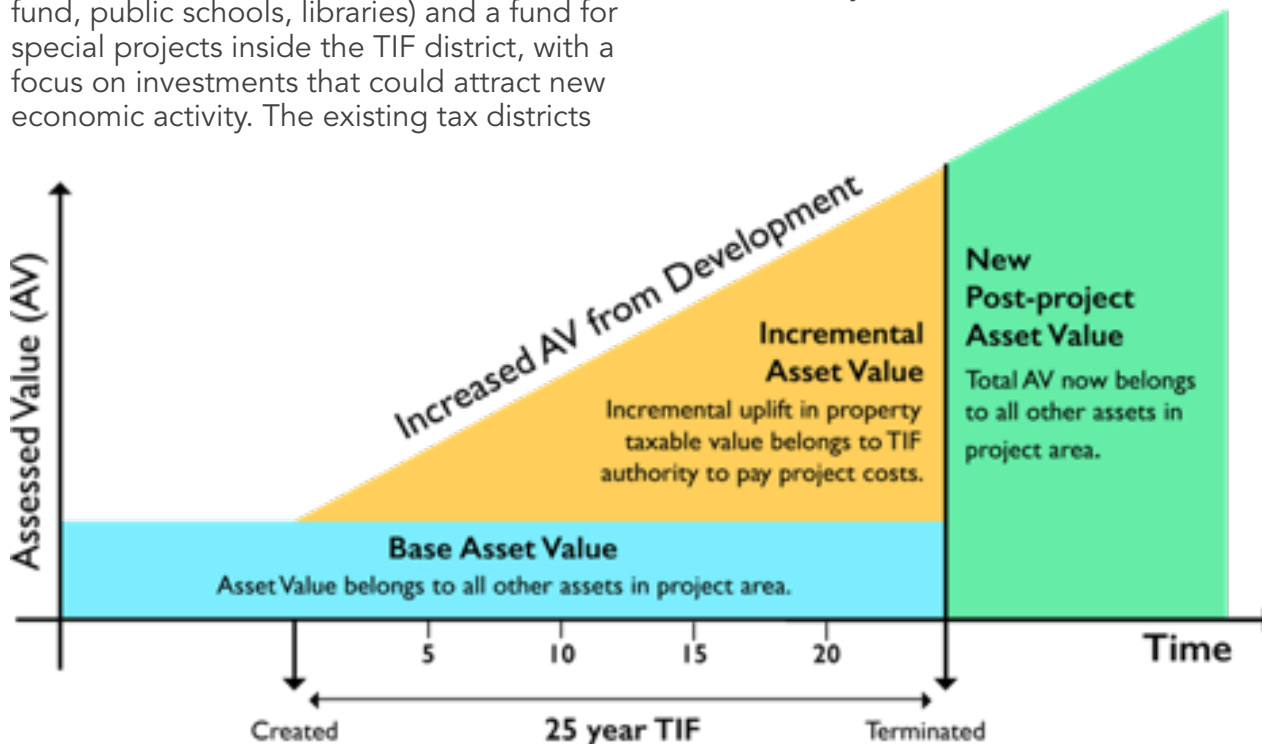 fund, public schools, libraries) and a fund for
special projects inside the TIF district, with a
focus on investments that could attract new
economic activity. The existing tax districts
Assessed Value (AV)
Increased AV from Development
Incremental
Asset Value
Incremental uplift in property
taxable value belongs to TIF
authority to pay project costs.
New
Post-project
Asset Value
Total AV now belongs
to all other assets in
project area.
Base Asset Value
Asset Value belongs to all other assets in project area.
5 10 15 20
Time
Created 25 year TIF Terminated